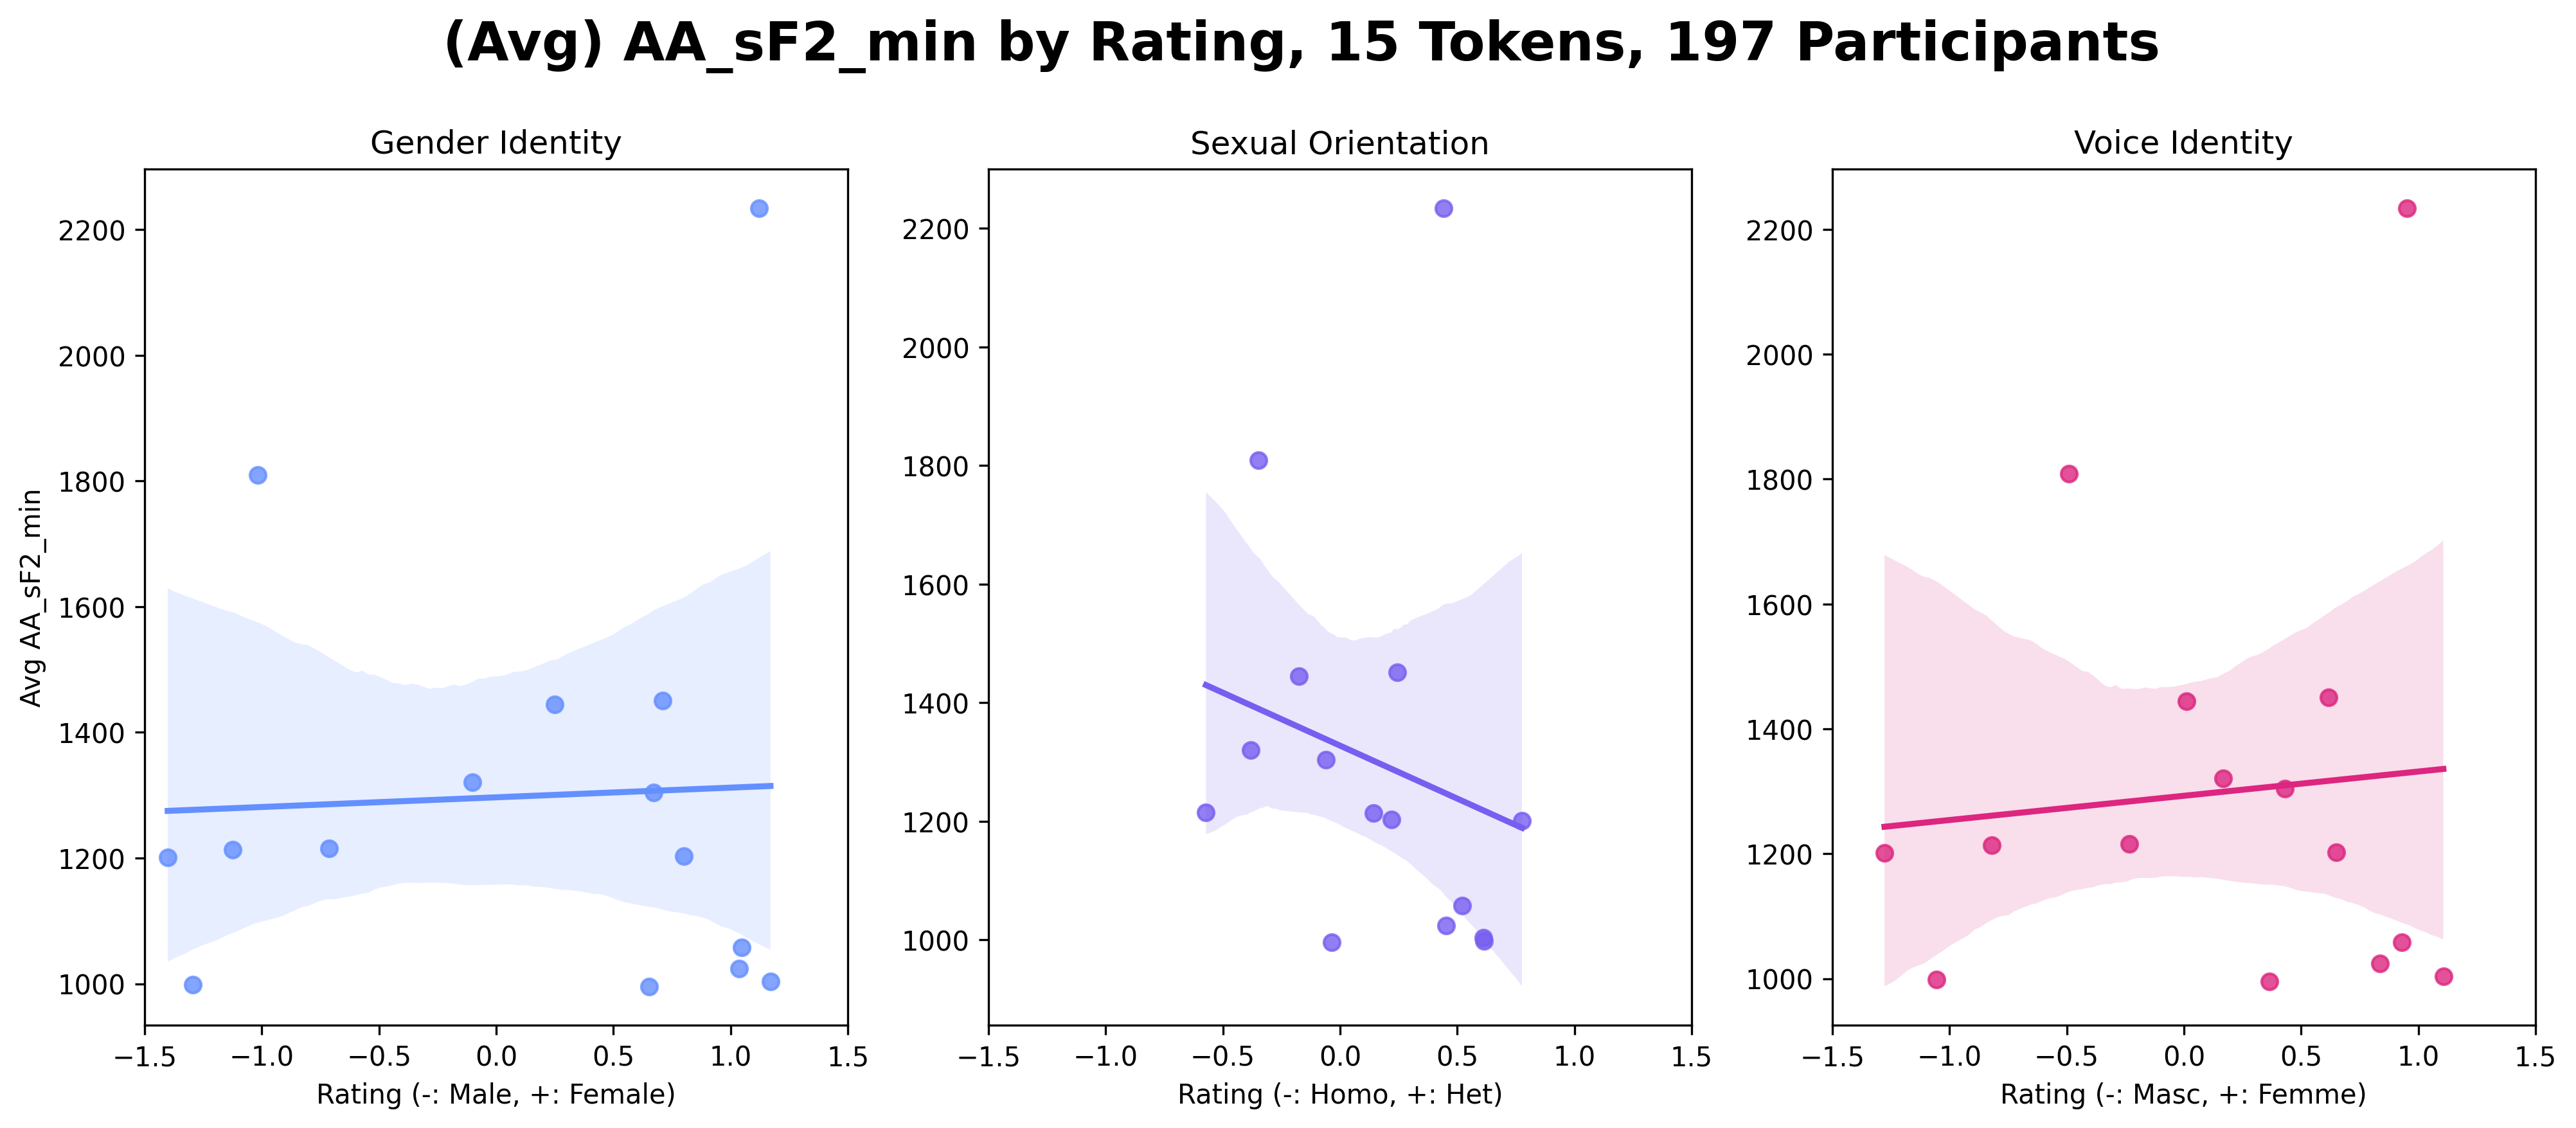 (Avg) AA_sF2_min by Rating, 15 Tokens, 197 Participants
Gender Identity
Avg AA_sF2_min
2200
2000
1800
1600
1400
1200
1000
−1.5 −1.0 −0.5 0.0 0.5 1.0 1.5
Rating (-: Male, +: Female)
Sexual Orientation
2200
2000
1800
1600
1400
1200
1000
−1.5 −1.0 −0.5 0.0 0.5 1.0 1.5
Rating (-: Homo, +: Het)
Voice Identity
2200
2000
1800
1600
1400
1200
1000
−1.5 −1.0 −0.5 0.0 0.5 1.0 1.5
Rating (-: Masc, +: Femme)